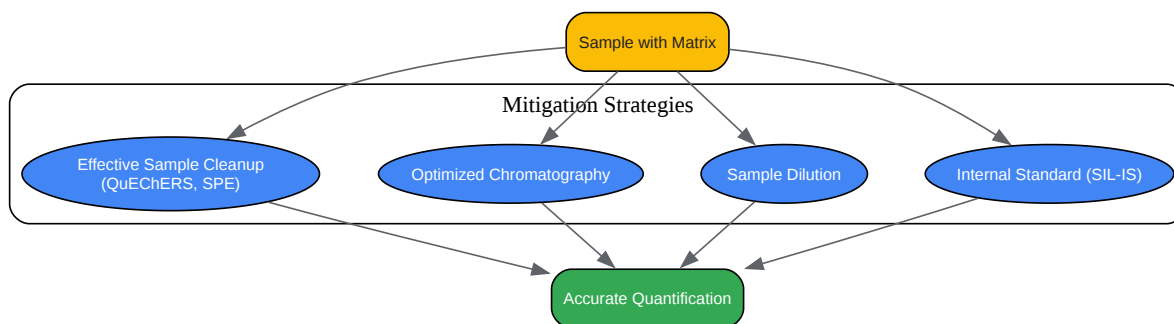 Sample with Matrix
Mitigation Strategies
Effective Sample Cleanup
(QuEChERS, SPE)
Optimized Chromatography
Sample Dilution
Internal Standard (SIL-IS)
Accurate Quantification